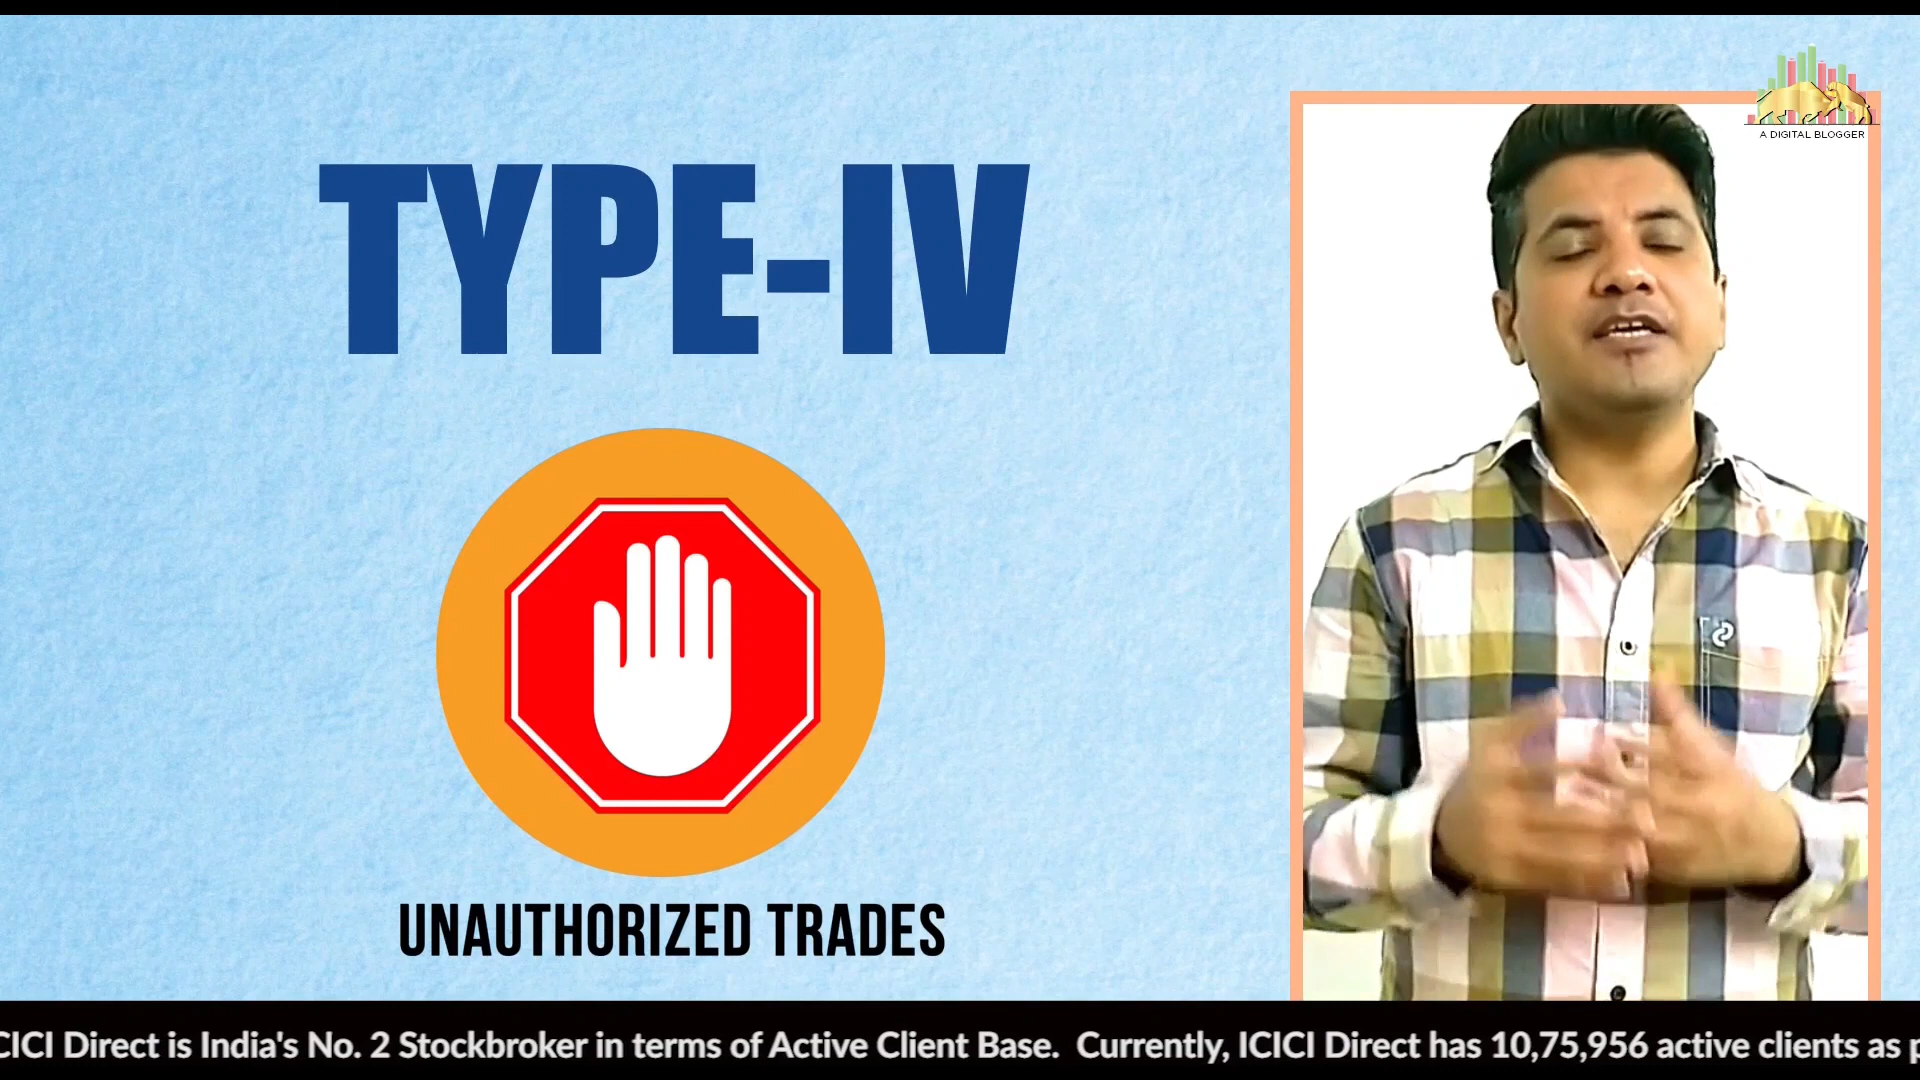 A DIGITAL BLOGGER
TYPE-IV
UNAUTHORIZED TRADES
CICI Direct is India's No. 2 Stockbroker in terms of Active Client Base. Currently, ICICI Direct has 10,75,956 active clients as p